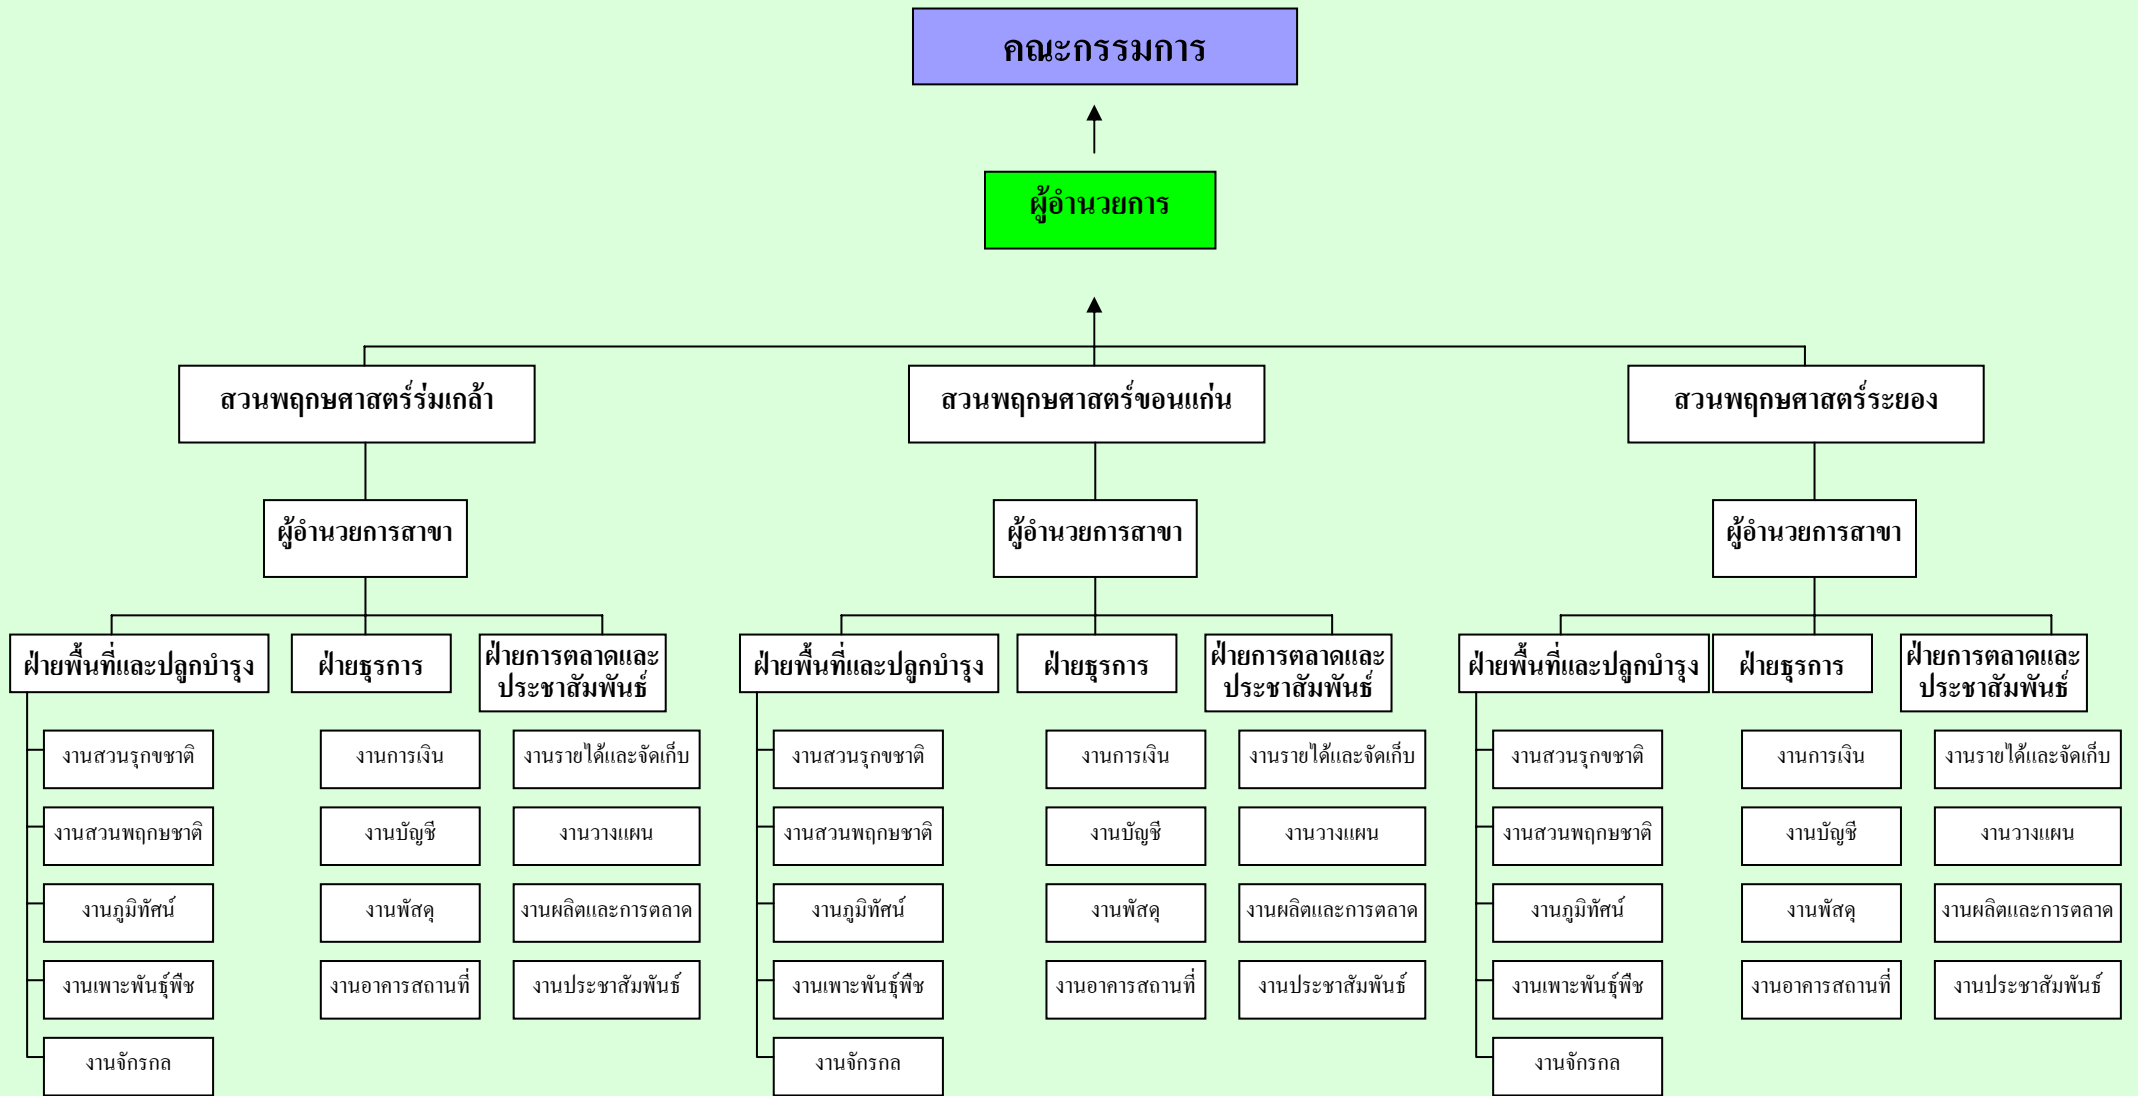 คณะกรรมการ
ผู้อำนวยการ
สวนพฤกษศาสตร์ร่มเกล้า
สวนพฤกษศาสตร์ขอนแก่น
สวนพฤกษศาสตร์ระยอง
ผู้อำนวยการสาขา
ผู้อำนวยการสาขา
ผู้อำนวยการสาขา
ฝ่ายพื้นที่และปลูกบำรุง
ฝ่ายธุรการ
ฝ่ายการตลาดและ
ประชาสัมพันธ์
ฝ่ายพื้นที่และปลูกบำรุง
ฝ่ายธุรการ
ฝ่ายการตลาดและ
ประชาสัมพันธ์
ฝ่ายพื้นที่และปลูกบำรุง
ฝ่ายธุรการ
ฝ่ายการตลาดและ
ประชาสัมพันธ์
งานสวนรุกขชาติ
งานการเงิน
งานรายได้และจัดเก็บ
งานสวนรุกขชาติ
งานการเงิน
งานรายได้และจัดเก็บ
งานสวนรุกขชาติ
งานการเงิน
งานรายได้และจัดเก็บ
งานสวนพฤกษชาติ
งานบัญชี
งานวางแผน
งานสวนพฤกษชาติ
งานบัญชี
งานวางแผน
งานสวนพฤกษชาติ
งานบัญชี
งานวางแผน
งานภูมิทัศน์
งานพัสดุ
งานผลิตและการตลาด
งานภูมิทัศน์
งานพัสดุ
งานผลิตและการตลาด
งานภูมิทัศน์
งานพัสดุ
งานผลิตและการตลาด
งานเพาะพันธุ์พืช
งานอาคารสถานที่
งานประชาสัมพันธ์
งานเพาะพันธุ์พืช
งานอาคารสถานที่
งานประชาสัมพันธ์
งานเพาะพันธุ์พืช
งานอาคารสถานที่
งานประชาสัมพันธ์
งานจักรกล
งานจักรกล
งานจักรกล